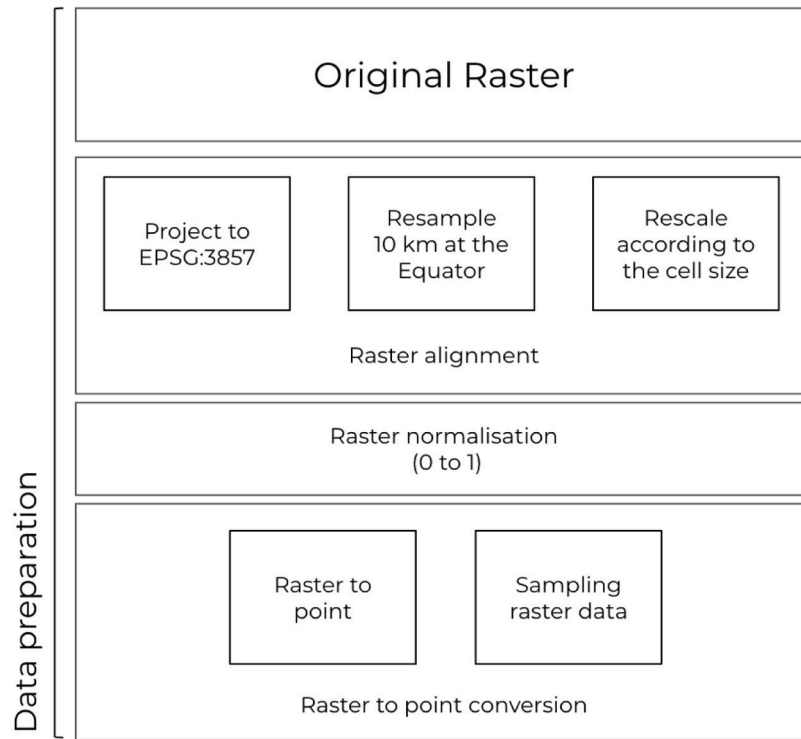 Original Raster
Project to
EPSG:3857
Resample
10 km at the
Equator
Rescale
according to
the cell size
Raster alignment
Raster normalisation
(0 to 1)
Raster to
point
Sampling
raster data
Raster to point conversion
Data preparation